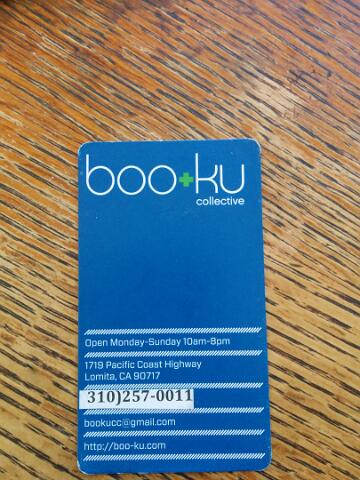 boo+ku
collective
Open Monday-Sunday 10am-8pm
1719 Pacific Coast Highway
Lomita, CA 90717
310)257-0011
bookucc@gmail.com
http://boo-ku.com